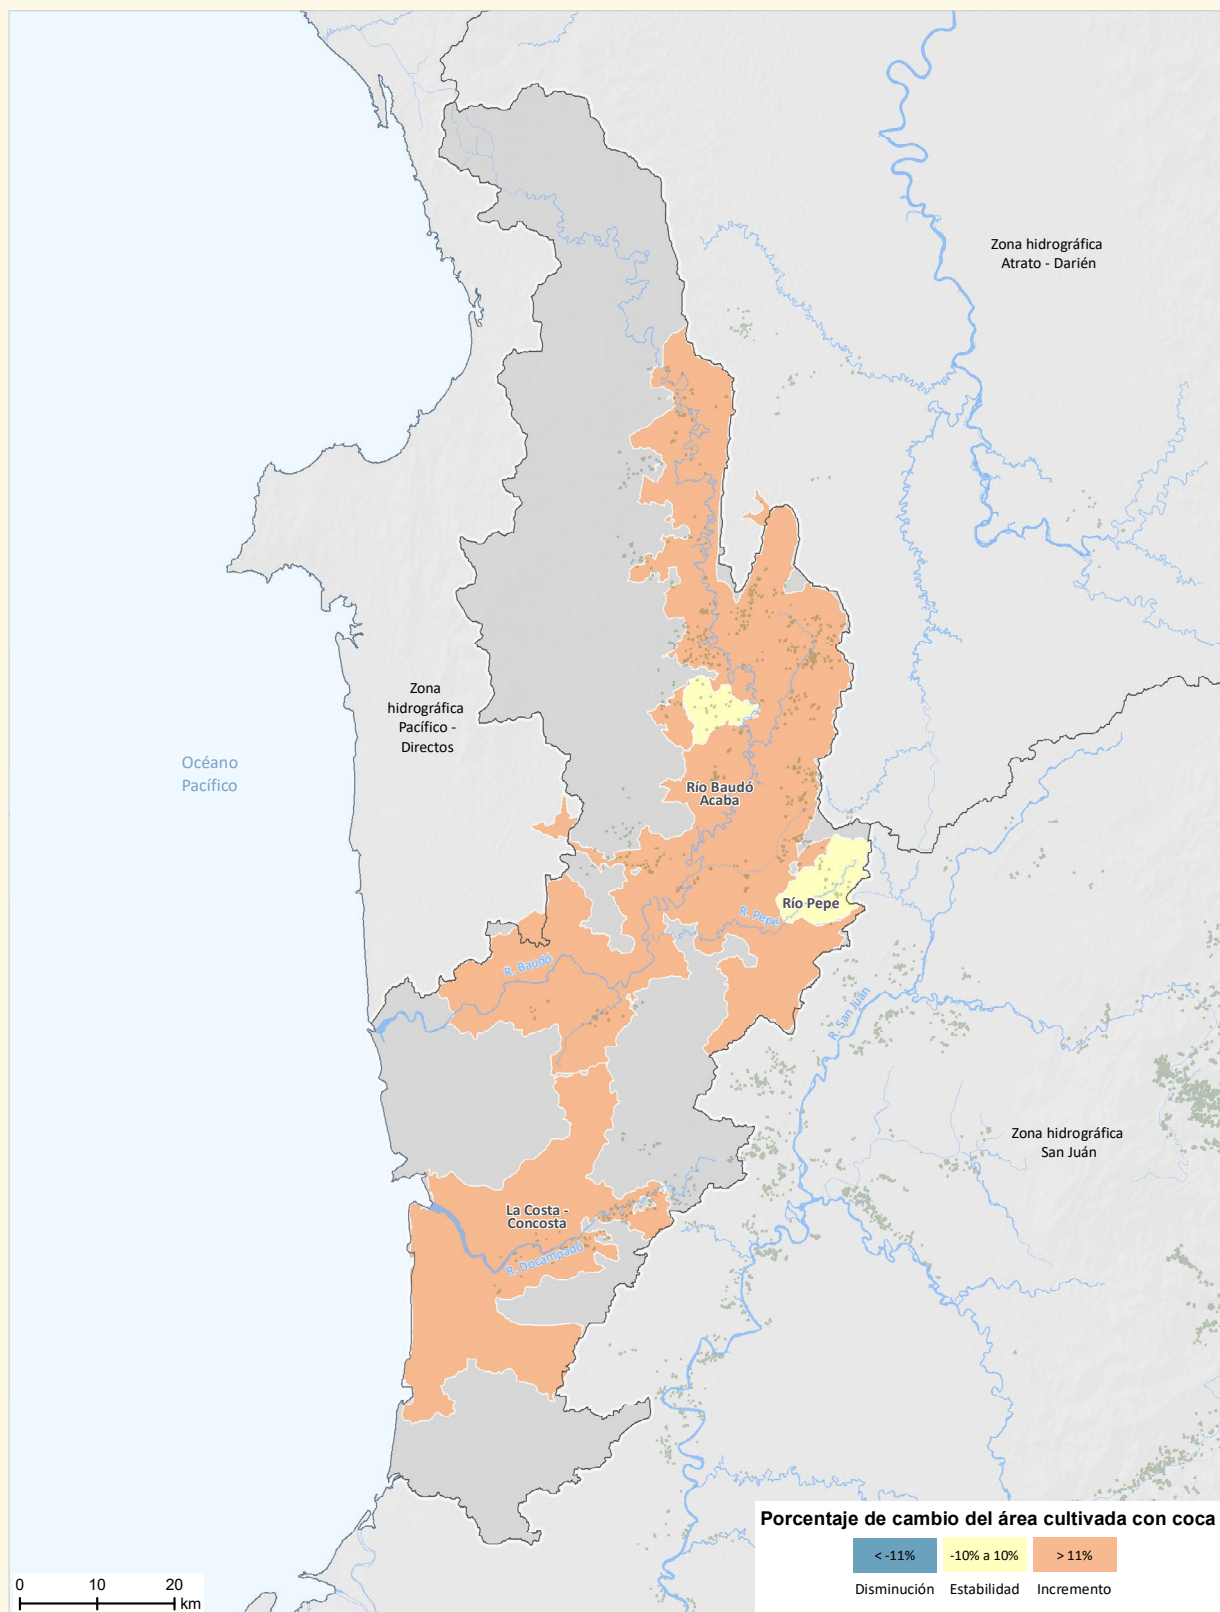 Zona hidrográfica
Atrato - Darién
Zona
hidrográfica
Pacífico -
Directos
Océano
Pacífico
Río Baudó
Acaba
Río Pepe
R. Pepe
R. Baudó
R. San Juán
Zona hidrográfica
San Juán
La Costa -
Concosta
R. Docampadó
Porcentaje de cambio del área cultivada con coca
< -11%
-10% a 10%
> 11%
Disminución
Estabilidad
Incremento
0
10
20
km